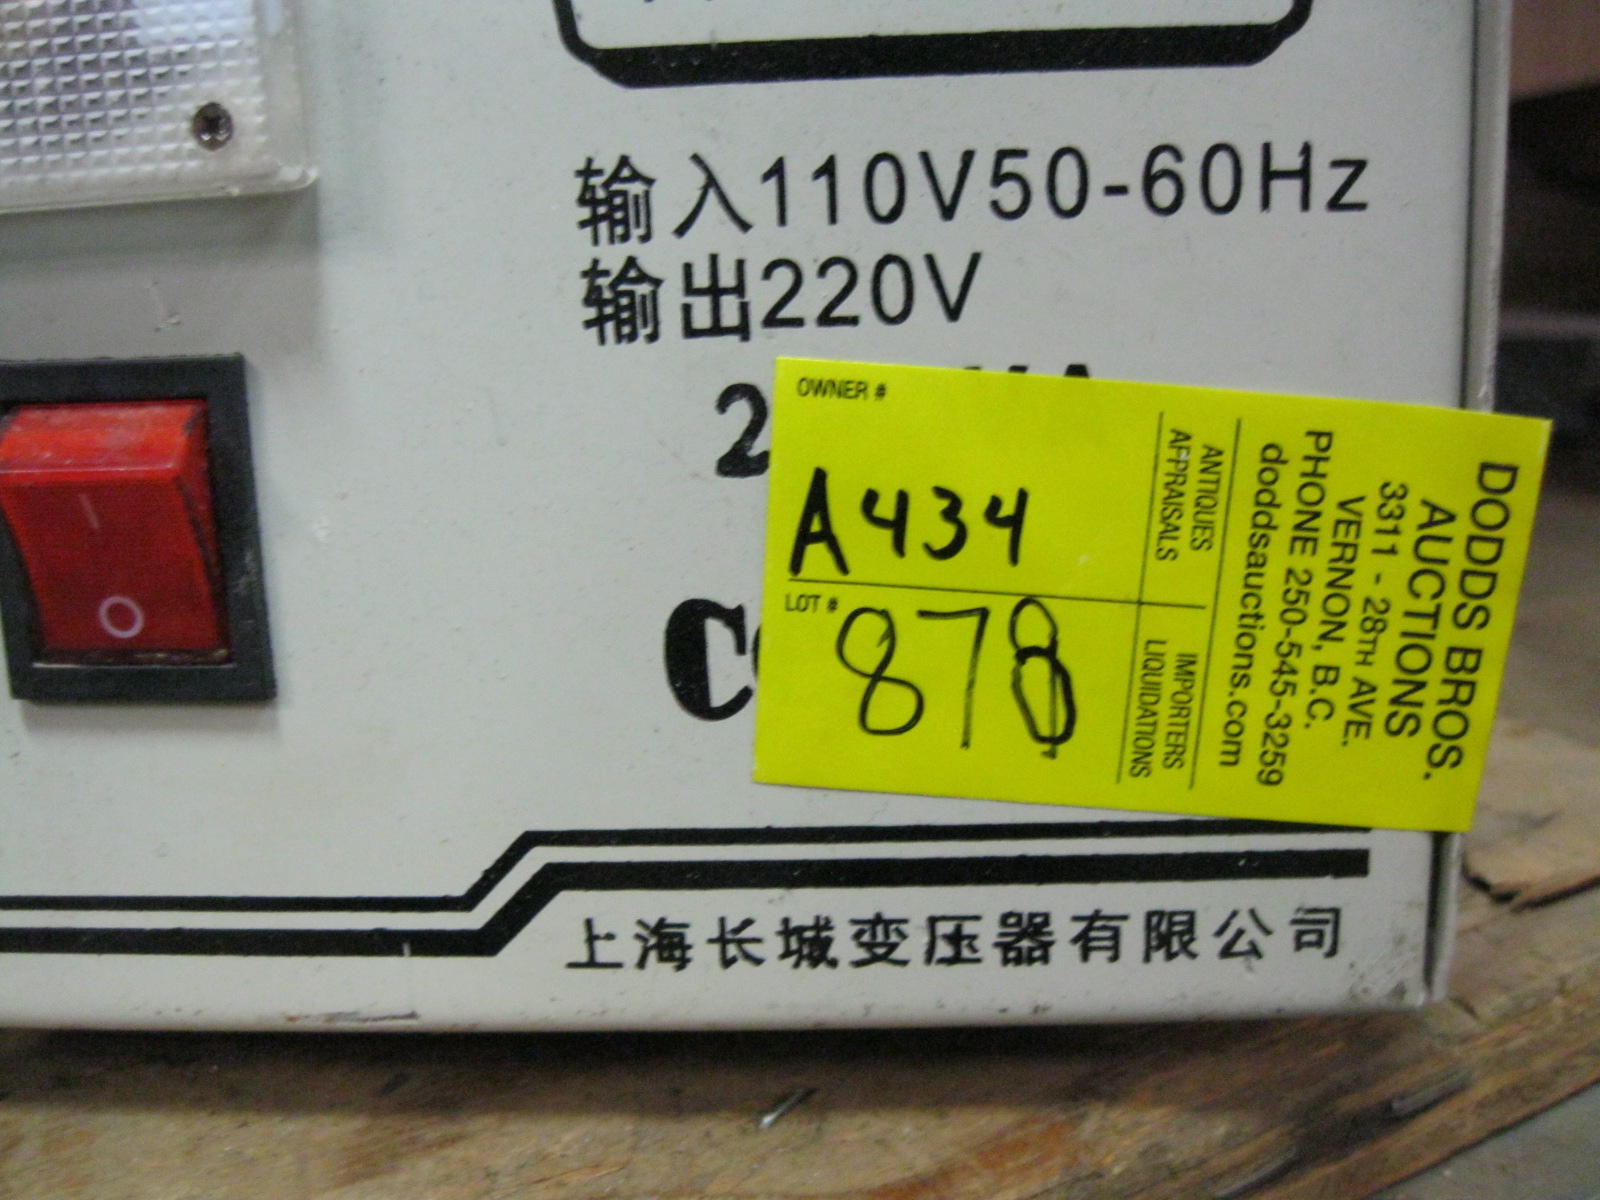 输入110V50-60Hz
输出220V
2
C
OWNER #
A434
LOT #
878
ANTIQUES
APPRAISALS
IMPORTERS
LIQUIDATIONS
DODDS BROS.
AUCTIONS
3311 - 28TH AVE.
VERNON, B.C.
PHONE 250-545-3259
doddsauctions.com
上海长城变压器有限公司